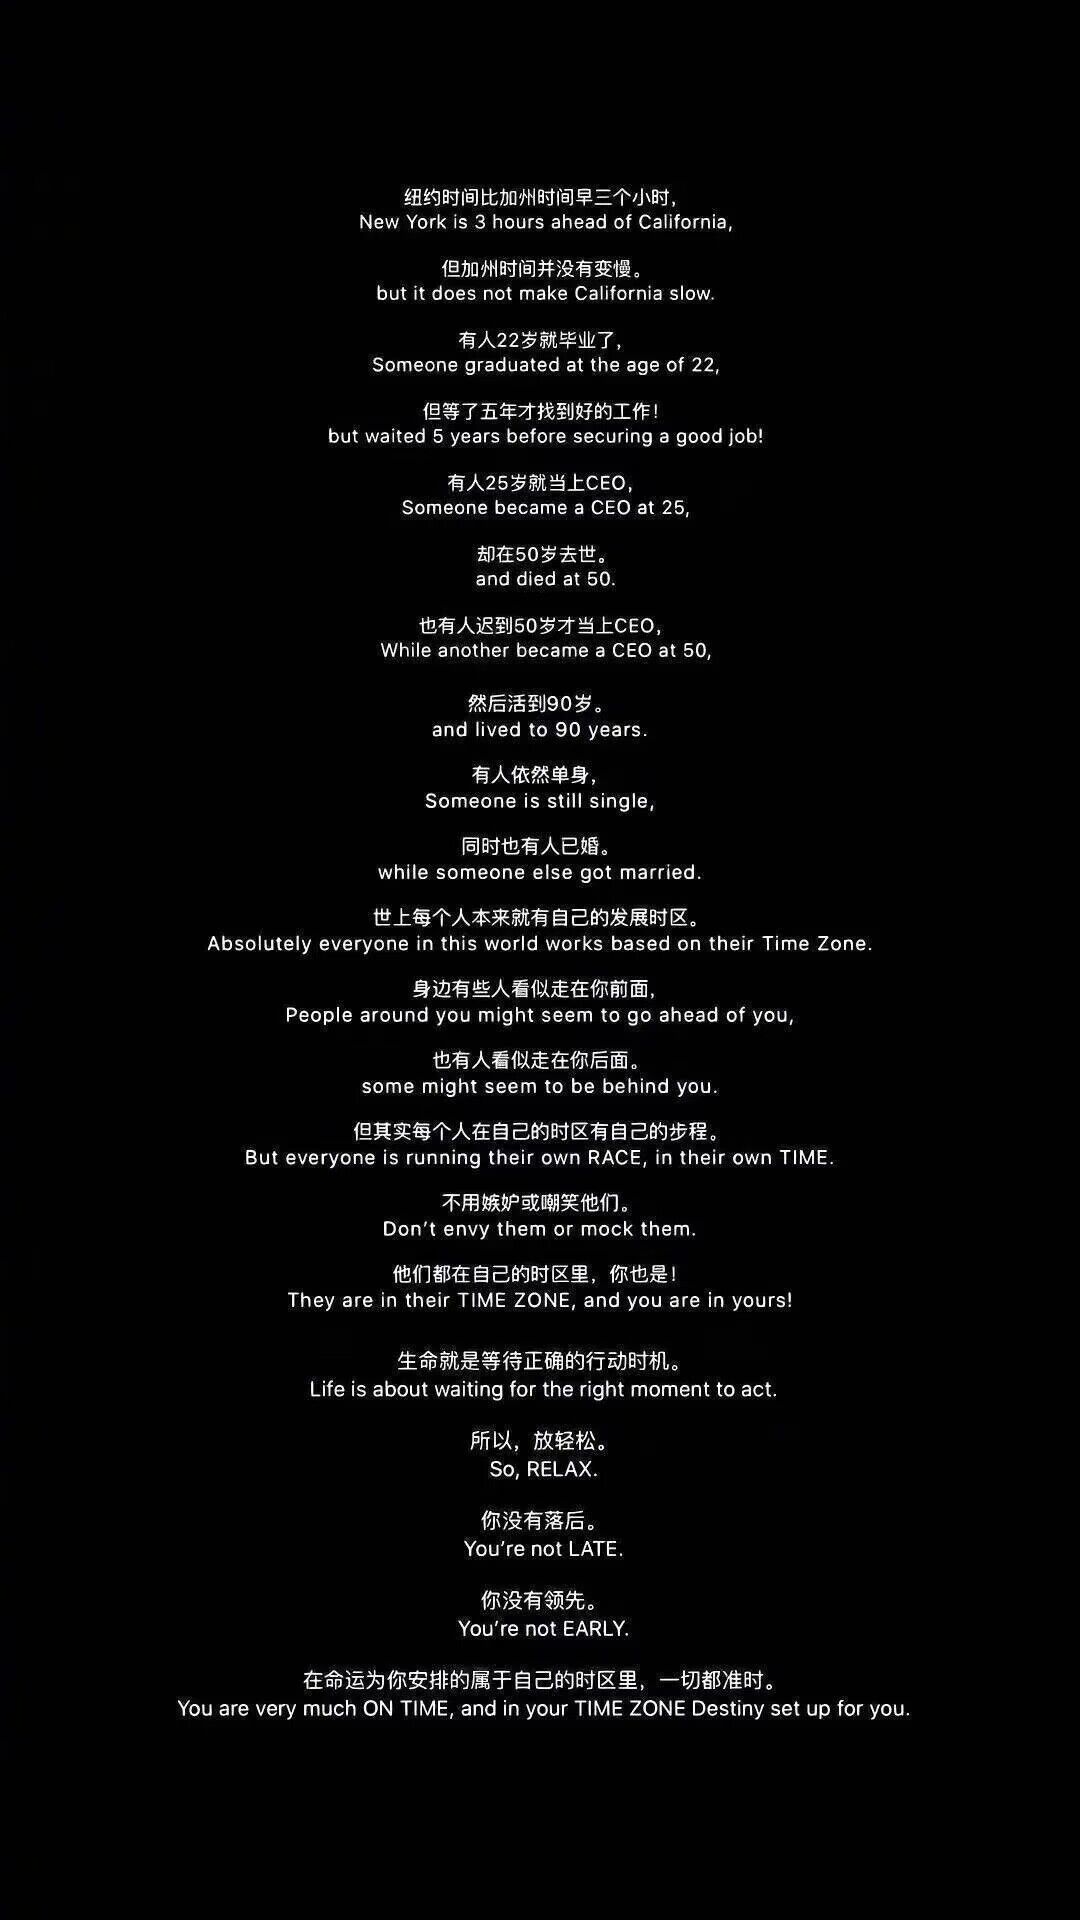 纽约时间比加州时间早三个小时，
New York is 3 hours ahead of California,
但加州时间并没有变慢。
but it does not make California slow.
有人22岁就毕业了，
Someone graduated at the age of 22,
但等了五年才找到好的工作！
but waited 5 years before securing a good job!
有人25岁就当上CEO，
Someone became a CEO at 25,
却在50岁去世。
and died at 50.
也有人迟到50岁才当上CEO，
While another became a CEO at 50,
然后活到90岁。
and lived to 90 years.
有人依然单身，
Someone is still single,
同时也有人已婚。
while someone else got married.
世上每个人本来就有自己的发展时区。
Absolutely everyone in this world works based on their Time Zone.
身边有些人看似走在你前面，
People around you might seem to go ahead of you,
也有人看似走在你后面。
some might seem to be behind you.
但其实每个人在自己的时区有自己的步程。
But everyone is running their own RACE, in their own TIME.
不用嫉妒或嘲笑他们。
Don’t envy them or mock them.
他们都在自己的时区里，你也是！
They are in their TIME ZONE, and you are in yours!
生命就是等待正确的行动时机。
Life is about waiting for the right moment to act.
所以，放轻松。
So, RELAX.
你没有落后。
You’re not LATE.
你没有领先。
You’re not EARLY.
在命运为你安排的属于自己的时区里，一切都准时。
You are very much ON TIME, and in your TIME ZONE Destiny set up for you.